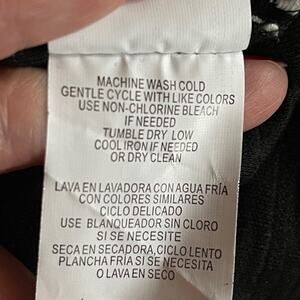 MACHINE WASH COLD
GENTLE CYCLE WITH LIKE COLORS
USE NON-CHLORINE BLEACH
IF NEEDED
TUMBLE DRY LOW
COOL IRON IF NEEDED
OR DRY CLEAN
LAVA EN LAVADORA CON AGUA FRÍA
CON COLORES SIMILARES
CICLO DELICADO
USE BLANQUEADOR SIN CLORO
SI SE NECESITE
SECA EN SECADORA, CICLO LENTO
PLANCHA FRÍA SI SE NECESITA
O LAVA EN SECO